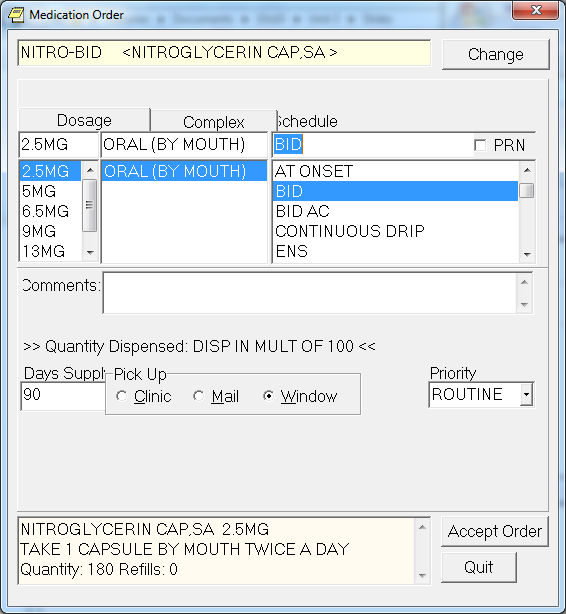 Medication Order
NITRO-BID <NITROGLYCERIN CAP,SA >
Change
Dosage
Complex
Schedule
2.5MG ORAL (BY MOUTH) BID PRN
2.5MG ORAL (BY MOUTH) AT ONSET
5MG BID
6.5MG BID AC
9MG CONTINUOUS DRIP
13MG ENS
Comments:
>> Quantity Dispensed: DISP IN MULT OF 100 <<
Days Suppl Pick Up Priority
90 Clinic Mail Window ROUTINE
NITROGLYCERIN CAP,SA 2.5MG
TAKE 1 CAPSULE BY MOUTH TWICE A DAY
Quantity: 180 Refills: 0
Accept Order
Quit